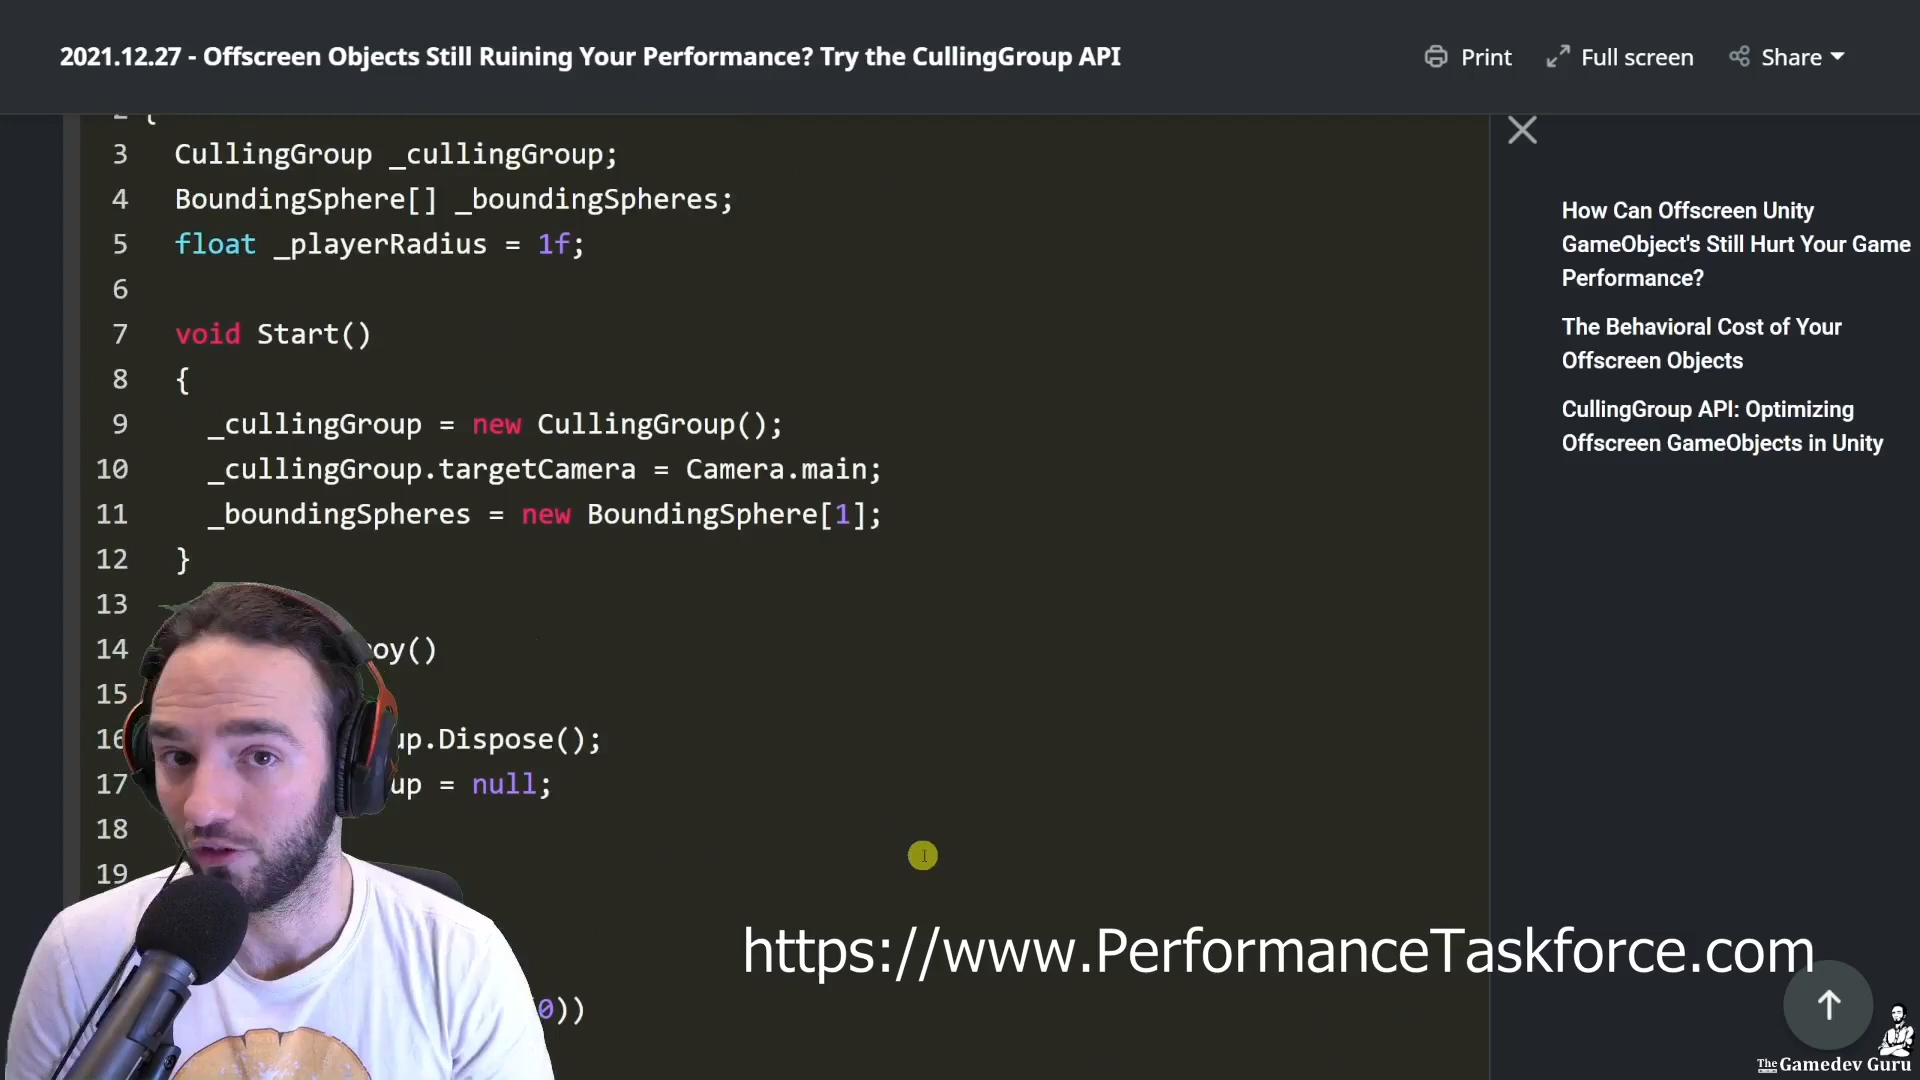 2021.12.27 - Offscreen Objects Still Ruining Your Performance? Try the CullingGroup API
Print
Full screen
Share
2 {
3 CullingGroup _cullingGroup;
4 BoundingSphere[] _boundingSpheres;
5 float _playerRadius = 1f;
6
7 void Start()
8 {
9 _cullingGroup = new CullingGroup();
10 _cullingGroup.targetCamera = Camera.main;
11 _boundingSpheres = new BoundingSphere[1];
12 }
13
14 oy()
15
16 up.Dispose();
17 up = null;
18
19
0))
How Can Offscreen Unity
GameObject's Still Hurt Your Game
Performance?
The Behavioral Cost of Your
Offscreen Objects
CullingGroup API: Optimizing
Offscreen GameObjects in Unity
https://www.PerformanceTaskforce.com
The Gamedev Guru